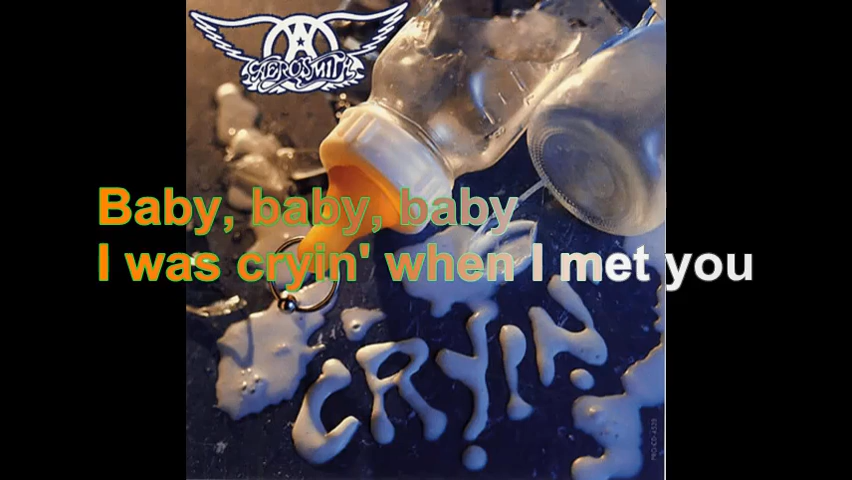 AEROSMITH
Baby, baby, baby
I was cryin' when I met you
CRYIN